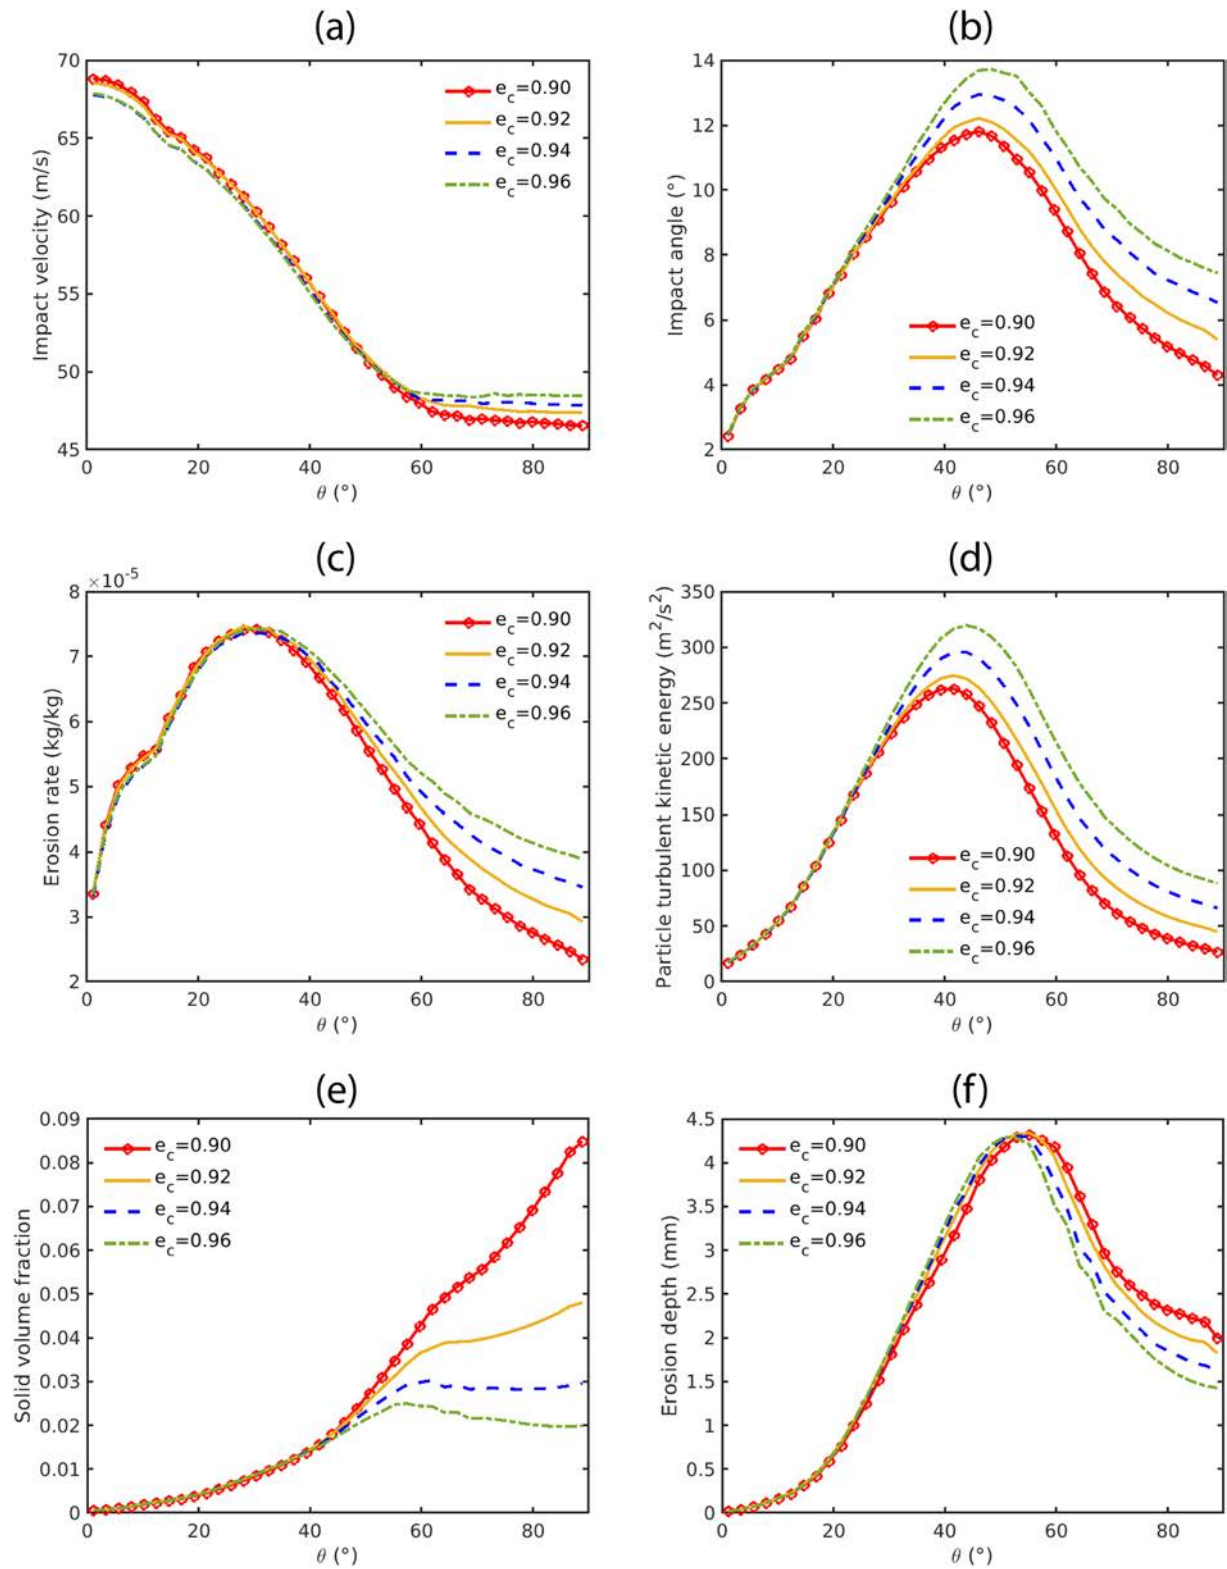 (a)
70
65
60
55
50
45
Impact velocity (m/s)
0 20 40 60 80
θ (°)
e_c=0.90
e_c=0.92
e_c=0.94
e_c=0.96
(b)
14
12
10
8
6
4
2
Impact angle (°)
0 20 40 60 80
θ (°)
e_c=0.90
e_c=0.92
e_c=0.94
e_c=0.96
(c)
×10^-5
8
7
6
5
4
3
2
Erosion rate (kg/kg)
0 20 40 60 80
θ (°)
e_c=0.90
e_c=0.92
e_c=0.94
e_c=0.96
(d)
350
300
250
200
150
100
50
0
Particle turbulent kinetic energy (m²/s²)
0 20 40 60 80
θ (°)
e_c=0.90
e_c=0.92
e_c=0.94
e_c=0.96
(e)
0.09
0.08
0.07
0.06
0.05
0.04
0.03
0.02
0.01
0
Solid volume fraction
0 20 40 60 80
θ (°)
e_c=0.90
e_c=0.92
e_c=0.94
e_c=0.96
(f)
4.5
4
3.5
3
2.5
2
1.5
1
0.5
0
Erosion depth (mm)
0 20 40 60 80
θ (°)
e_c=0.90
e_c=0.92
e_c=0.94
e_c=0.96